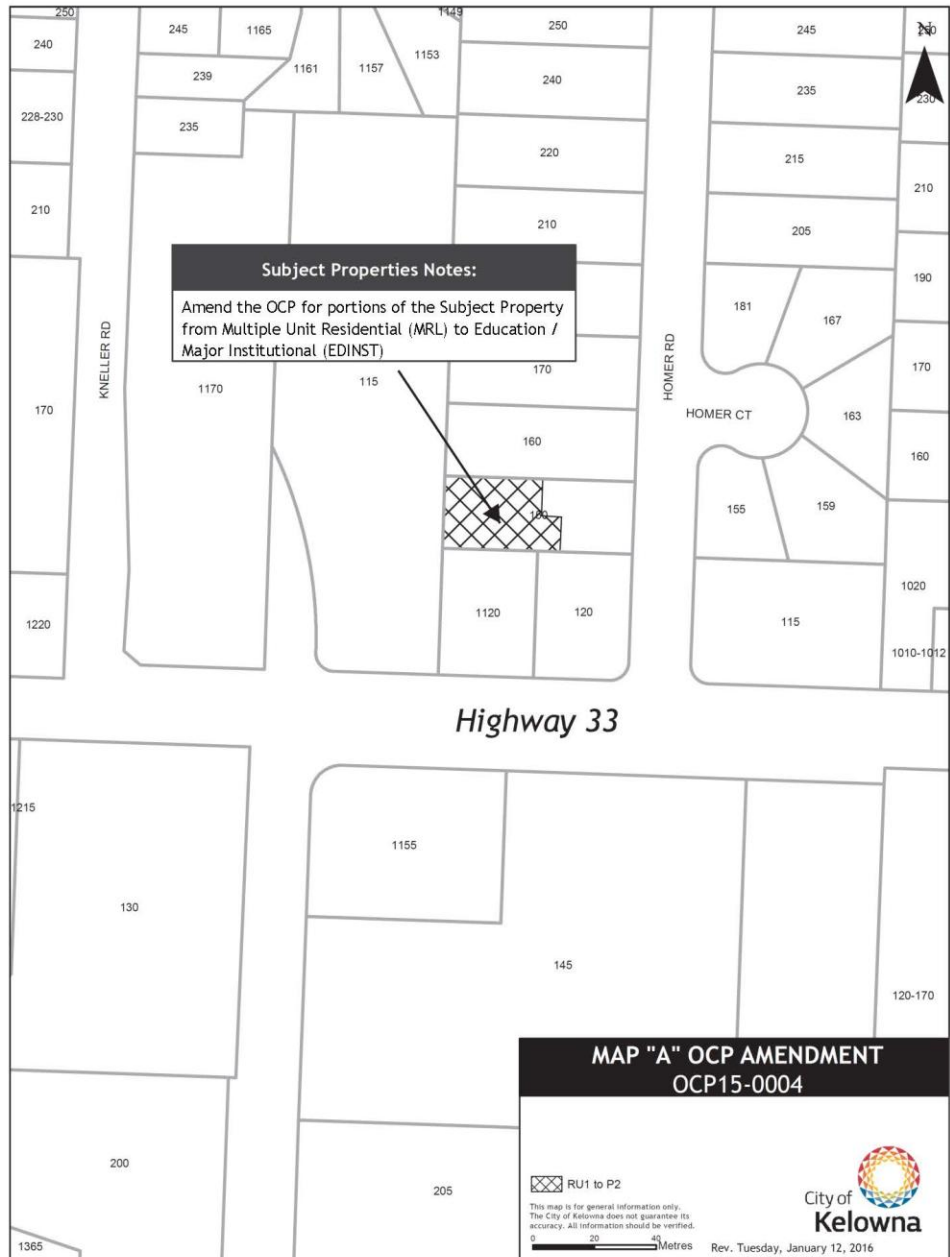 250
245
1165
1149
250
245
N
240
1153
239
1161
1157
240
235
230
228-230
235
220
215
210
210
210
205
190
Subject Properties Notes:
Amend the OCP for portions of the Subject Property
from Multiple Unit Residential (MRL) to Education /
Major Institutional (EDINST)
181
167
KNELLER RD
HOMER RD
170
1170
115
170
170
HOMER CT
163
160
160
155
159
1020
1220
1120
120
115
1010-1012
Highway 33
1215
1155
130
145
120-170
MAP "A" OCP AMENDMENT
OCP15-0004
200
205
RU1 to P2
This map is for general information only.
The City of Kelowna does not guarantee its
accuracy. All information should be verified.
0 20 40 Metres
City of
Kelowna
Rev. Tuesday, January 12, 2016
1365